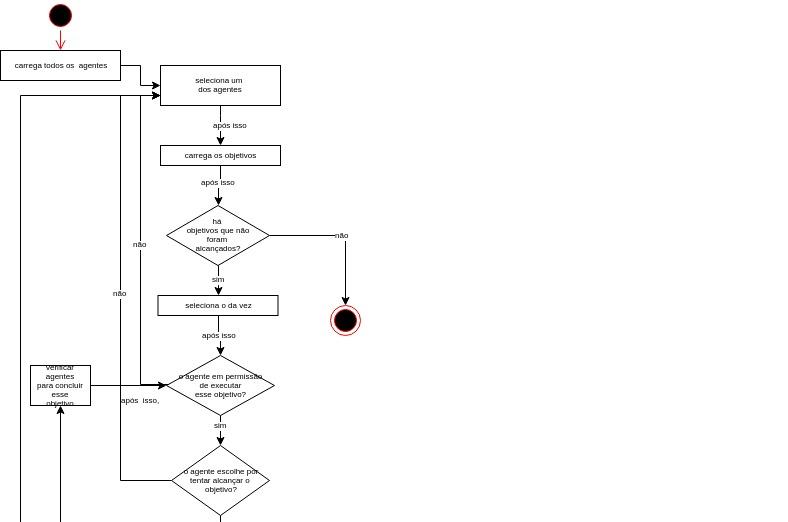 carrega todos os  agentes
seleciona um
dos agentes
após isso
carrega os objetivos
após isso
há
objetivos que não
foram
alcançados?
não
não
sim
não
seleciona o da vez
após isso
o agente em permissão
de executar
esse objetivo?
verificar
agentes
para concluir
esse
objetivo
após  isso,
sim
o agente escolhe por
tentar alcançar o
objetivo?